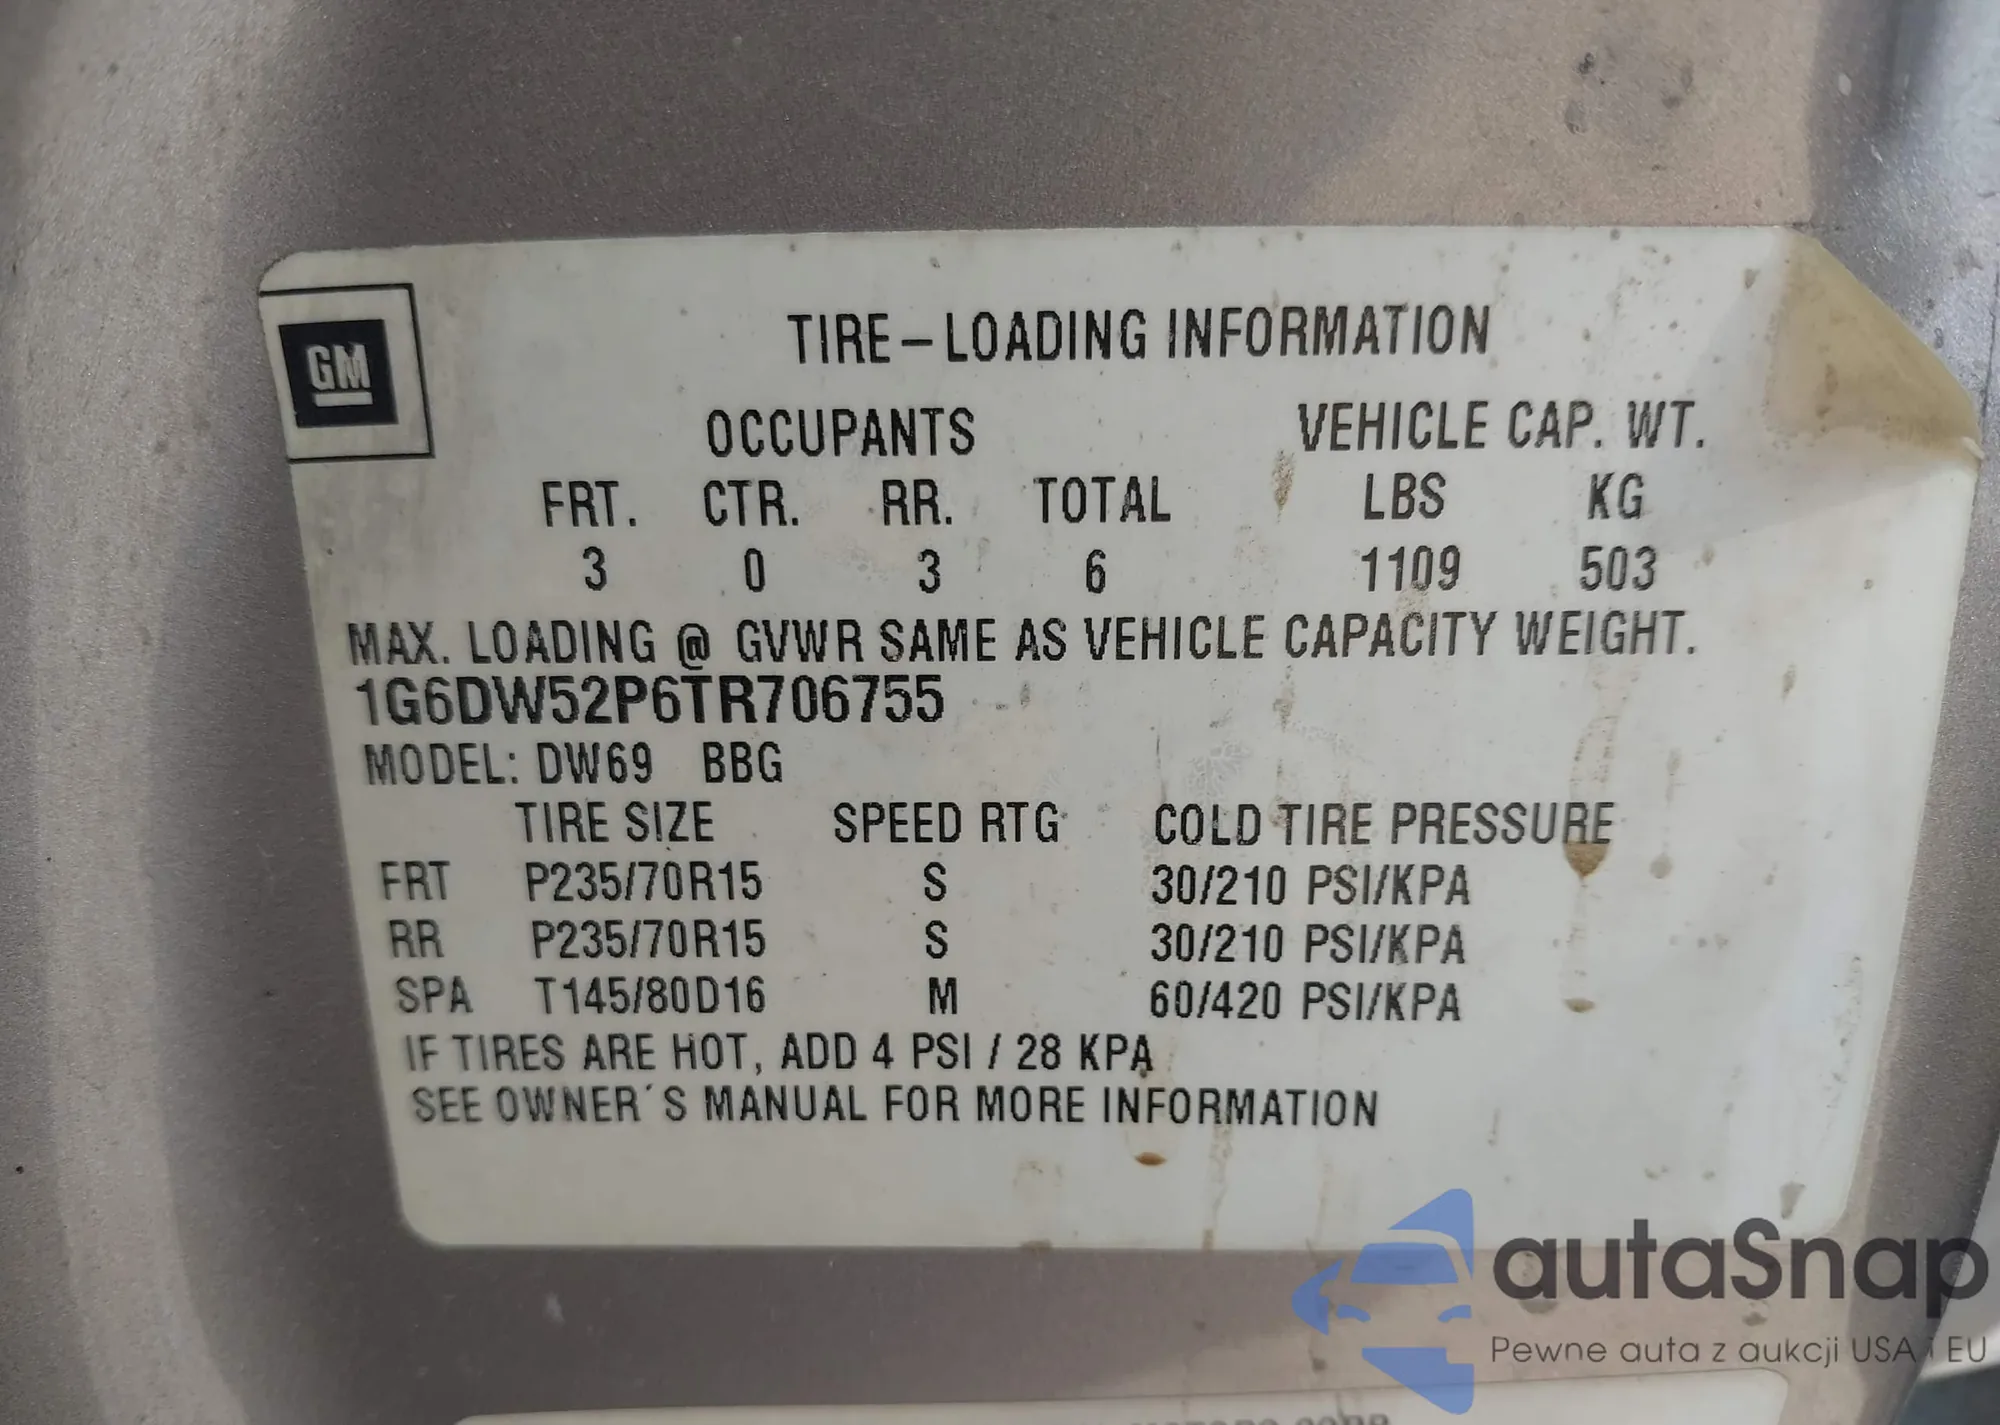 GM
TIRE-LOADING INFORMATION
OCCUPANTS VEHICLE CAP. WT.
FRT. CTR. RR. TOTAL LBS KG
3 0 3 6 1109 503
MAX. LOADING @ GVWR SAME AS VEHICLE CAPACITY WEIGHT.
1G6DW52P6TR706755
MODEL: DW69 BBG
TIRE SIZE SPEED RTG COLD TIRE PRESSURE
FRT P235/70R15 S 30/210 PSI/KPA
RR P235/70R15 S 30/210 PSI/KPA
SPA T145/80D16 M 60/420 PSI/KPA
IF TIRES ARE HOT, ADD 4 PSI / 28 KPA
SEE OWNER´S MANUAL FOR MORE INFORMATION
autaSnap
Pewne auta z aukcji USA i EU